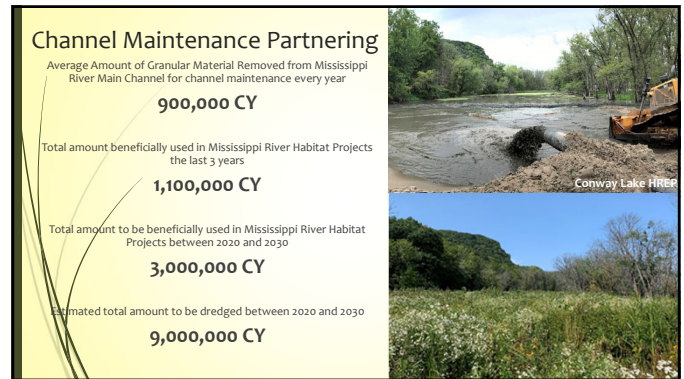 Channel Maintenance Partnering
Average Amount of Granular Material Removed from Mississippi
River Main Channel for channel maintenance every year
900,000 CY
Total amount beneficially used in Mississippi River Habitat Projects
the last 3 years
1,100,000 CY
Total amount to be beneficially used in Mississippi River Habitat
Projects between 2020 and 2030
3,000,000 CY
Estimated total amount to be dredged between 2020 and 2030
9,000,000 CY
Conway Lake HREP